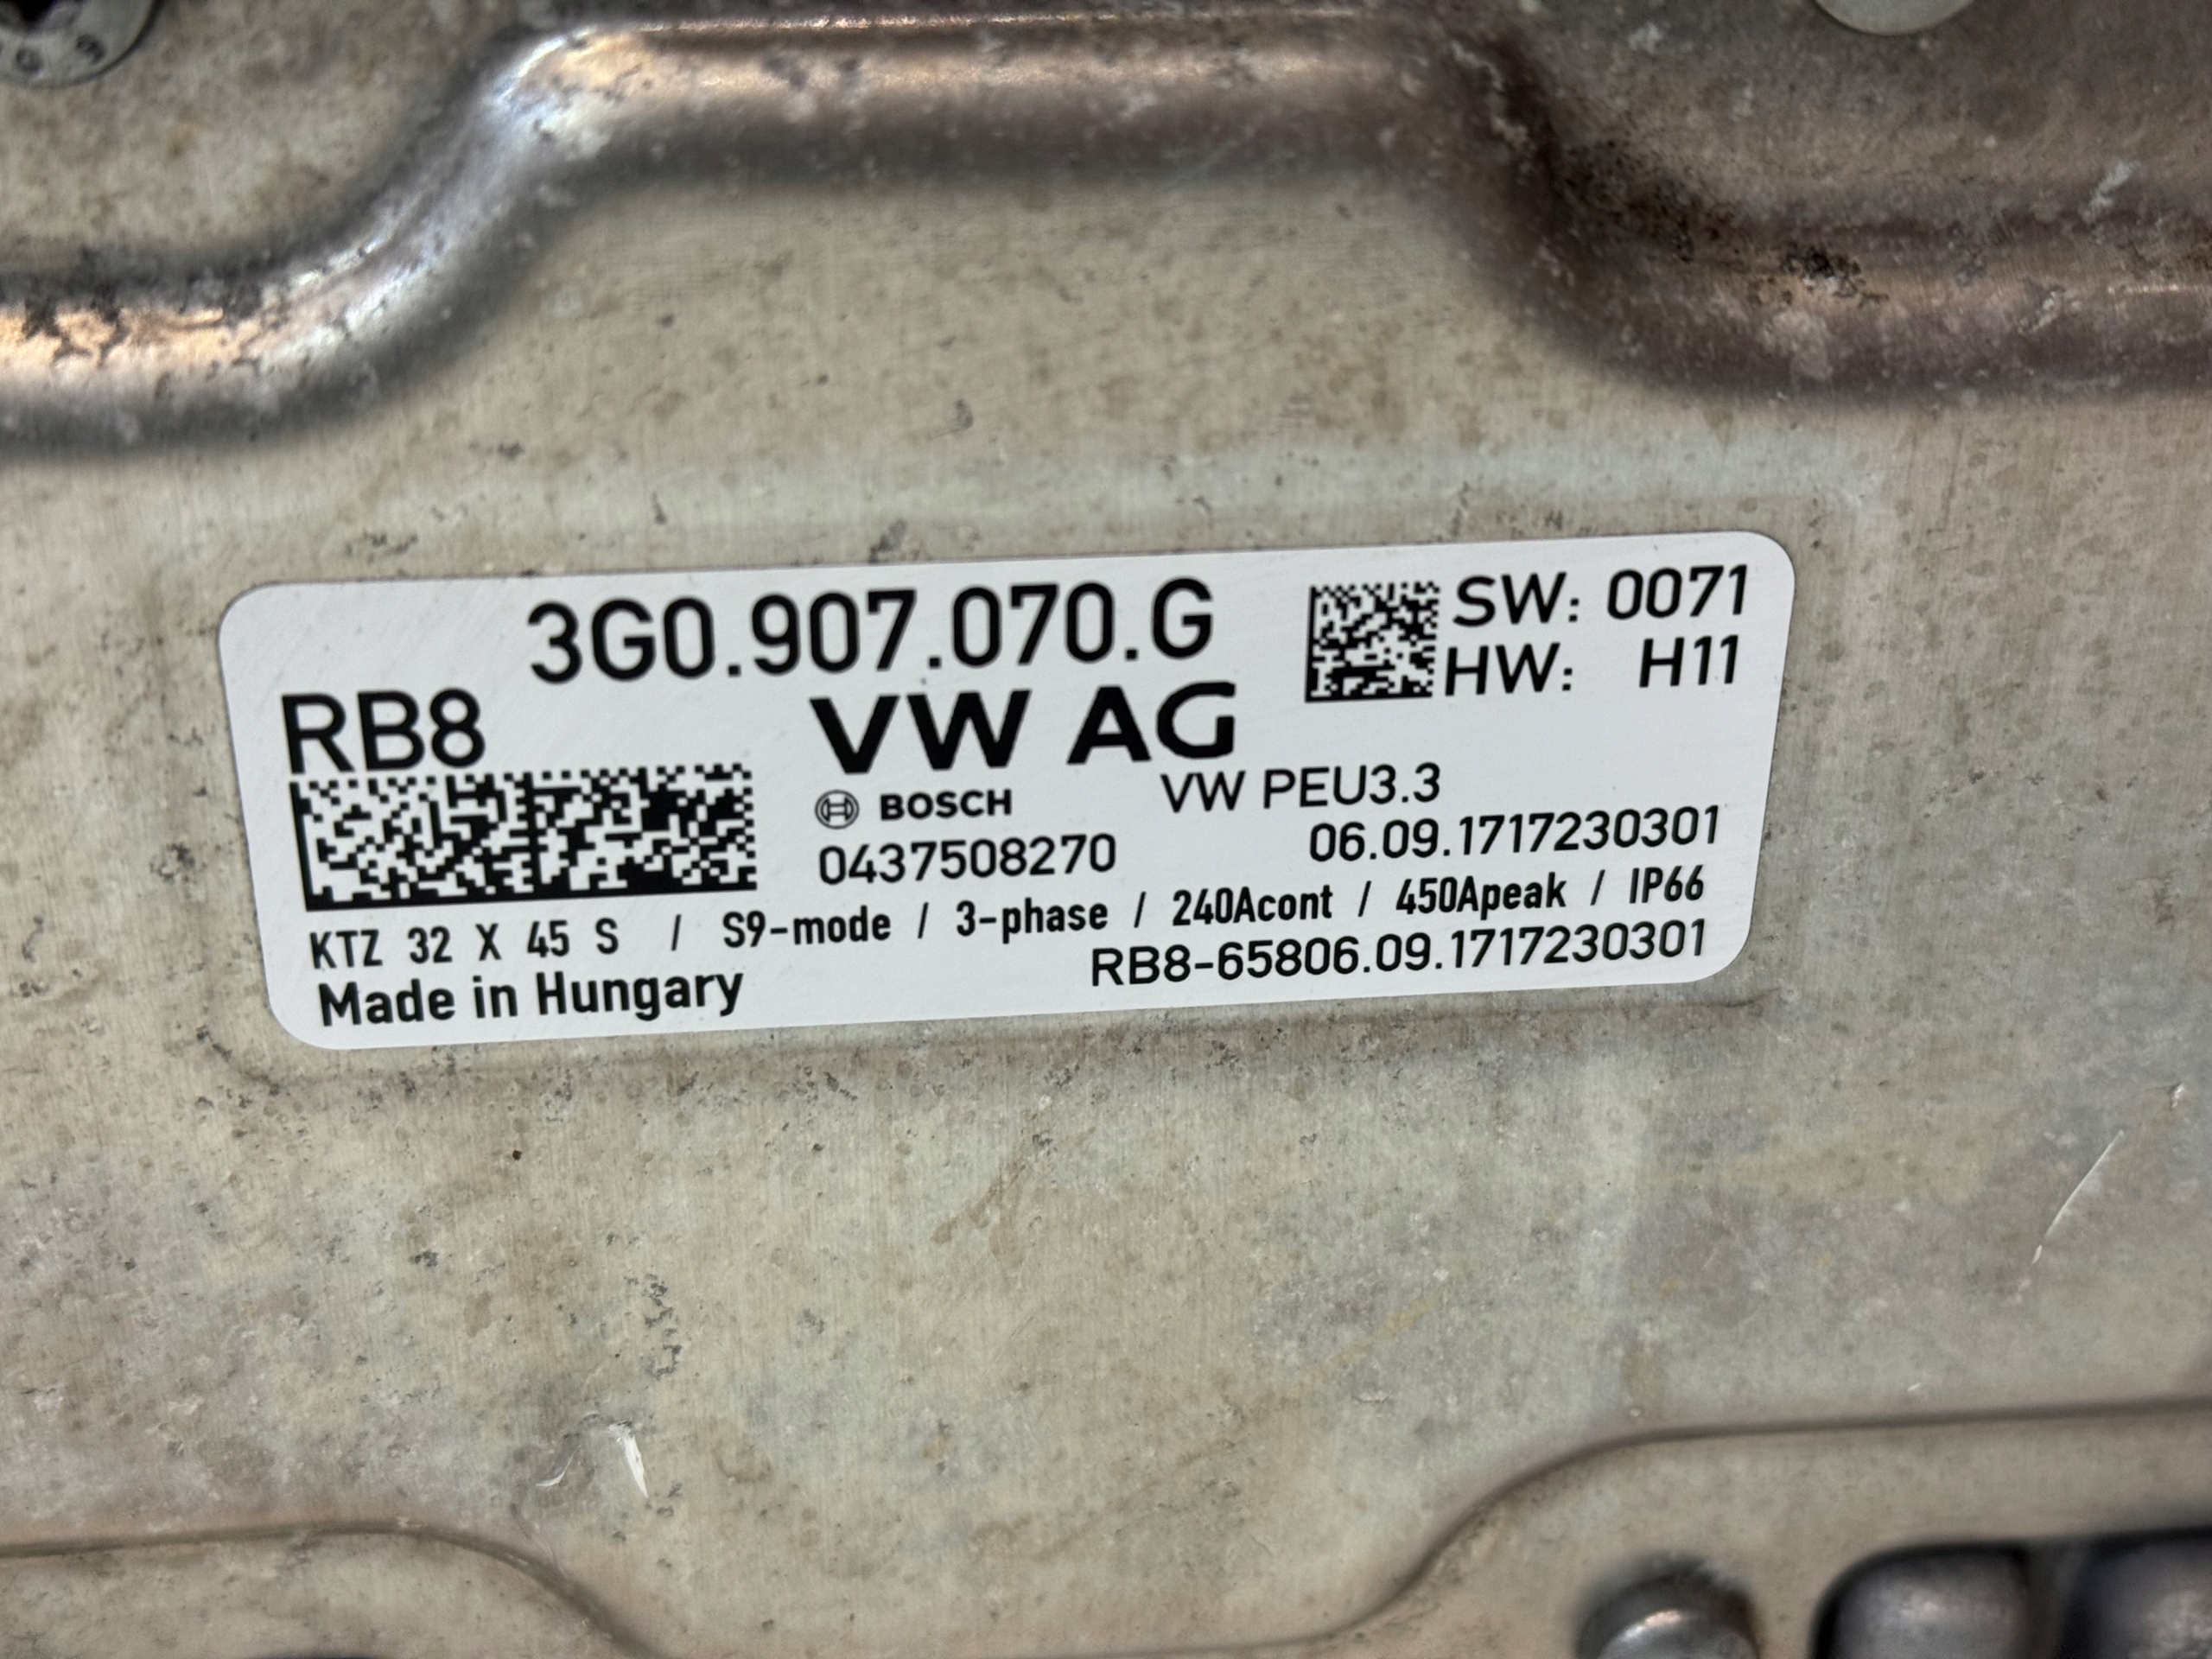 3G0.907.070.G
SW: 0071
HW: H11
RB8
VW AG
BOSCH
VW PEU3.3
0437508270
06.09.1717230301
KTZ 32 X 45 S / S9-mode / 3-phase / 240Acont / 450Apeak / IP66
Made in Hungary
RB8-65806.09.1717230301